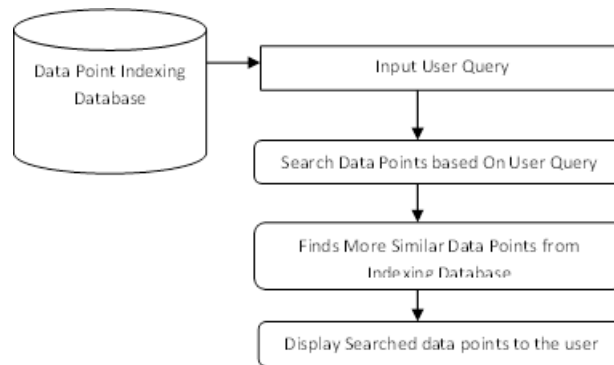 Data Point Indexing
Database
Input User Query
Search Data Points based On User Query
Finds More Similar Data Points from
Indexing Database
Display Searched data points to the user